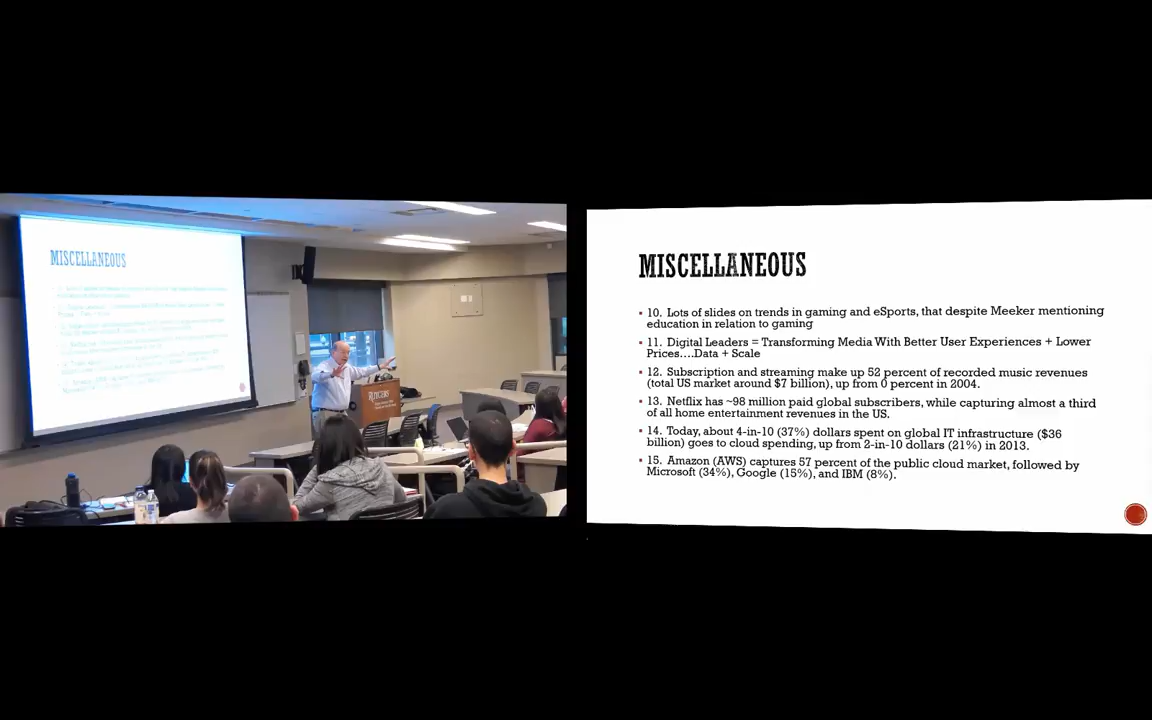 MISCELLANEOUS
RUTGERS
MISCELLANEOUS
10. Lots of slides on trends in gaming and eSports, that despite Meeker mentioning
education in relation to gaming
11. Digital Leaders = Transforming Media With Better User Experiences + Lower
Prices....Data + Scale
12. Subscription and streaming make up 52 percent of recorded music revenues
(total US market around $7 billion), up from 0 percent in 2004.
13. Netflix has ~98 million paid global subscribers, while capturing almost a third
of all home entertainment revenues in the US.
14. Today, about 4-in-10 (37%) dollars spent on global IT infrastructure ($36
billion) goes to cloud spending, up from 2-in-10 dollars (21%) in 2013.
15. Amazon (AWS) captures 57 percent of the public cloud market, followed by
Microsoft (34%), Google (15%), and IBM (8%).